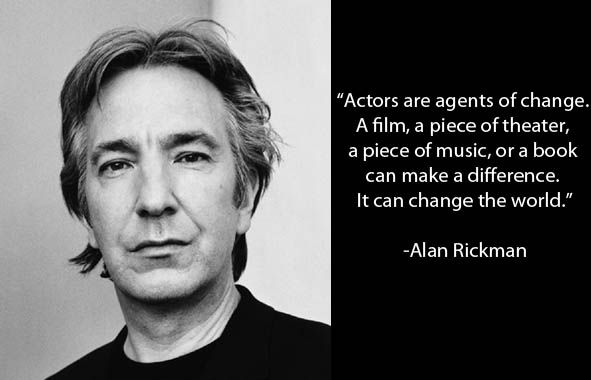 “Actors are agents of change.
A film, a piece of theater,
a piece of music, or a book
can make a difference.
It can change the world.”
-Alan Rickman